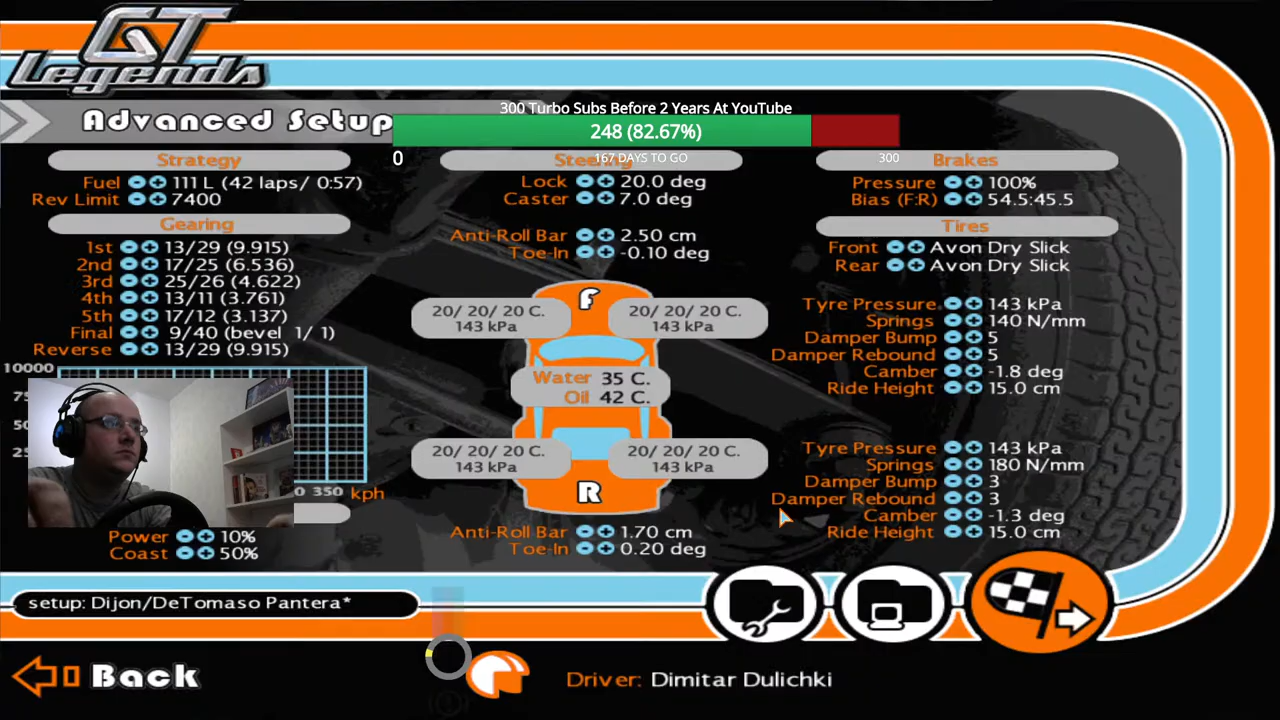 GT
Legends
Advanced Setup
300 Turbo Subs Before 2 Years At YouTube
248 (82.67%)
0
167 DAYS TO GO
300
Strategy
Fuel 111 L (42 laps/ 0:57)
Rev Limit 7400
Gearing
1st 13/29 (9.915)
2nd 17/25 (6.536)
3rd 25/26 (4.622)
4th 13/11 (3.761)
5th 17/12 (3.137)
Final 9/40 (bevel 1/ 1)
Reverse 13/29 (9.915)
10000
0 350 kph
Power 10%
Coast 50%
Steering
Lock 20.0 deg
Caster 7.0 deg
Anti-Roll Bar 2.50 cm
Toe-In -0.10 deg
F
20/ 20/ 20 C.
143 kPa
20/ 20/ 20 C.
143 kPa
Water 35 C.
Oil 42 C.
20/ 20/ 20 C.
143 kPa
20/ 20/ 20 C.
143 kPa
R
Anti-Roll Bar 1.70 cm
Toe-In 0.20 deg
Brakes
Pressure 100%
Bias (F:R) 54.5:45.5
Tires
Front Avon Dry Slick
Rear Avon Dry Slick
Tyre Pressure 143 kPa
Springs 140 N/mm
Damper Bump 5
Damper Rebound 5
Camber -1.8 deg
Ride Height 15.0 cm
Tyre Pressure 143 kPa
Springs 180 N/mm
Damper Bump 3
Damper Rebound 3
Camber -1.3 deg
Ride Height 15.0 cm
setup: Dijon/DeTomaso Pantera*
Back
Driver: Dimitar Dulichki